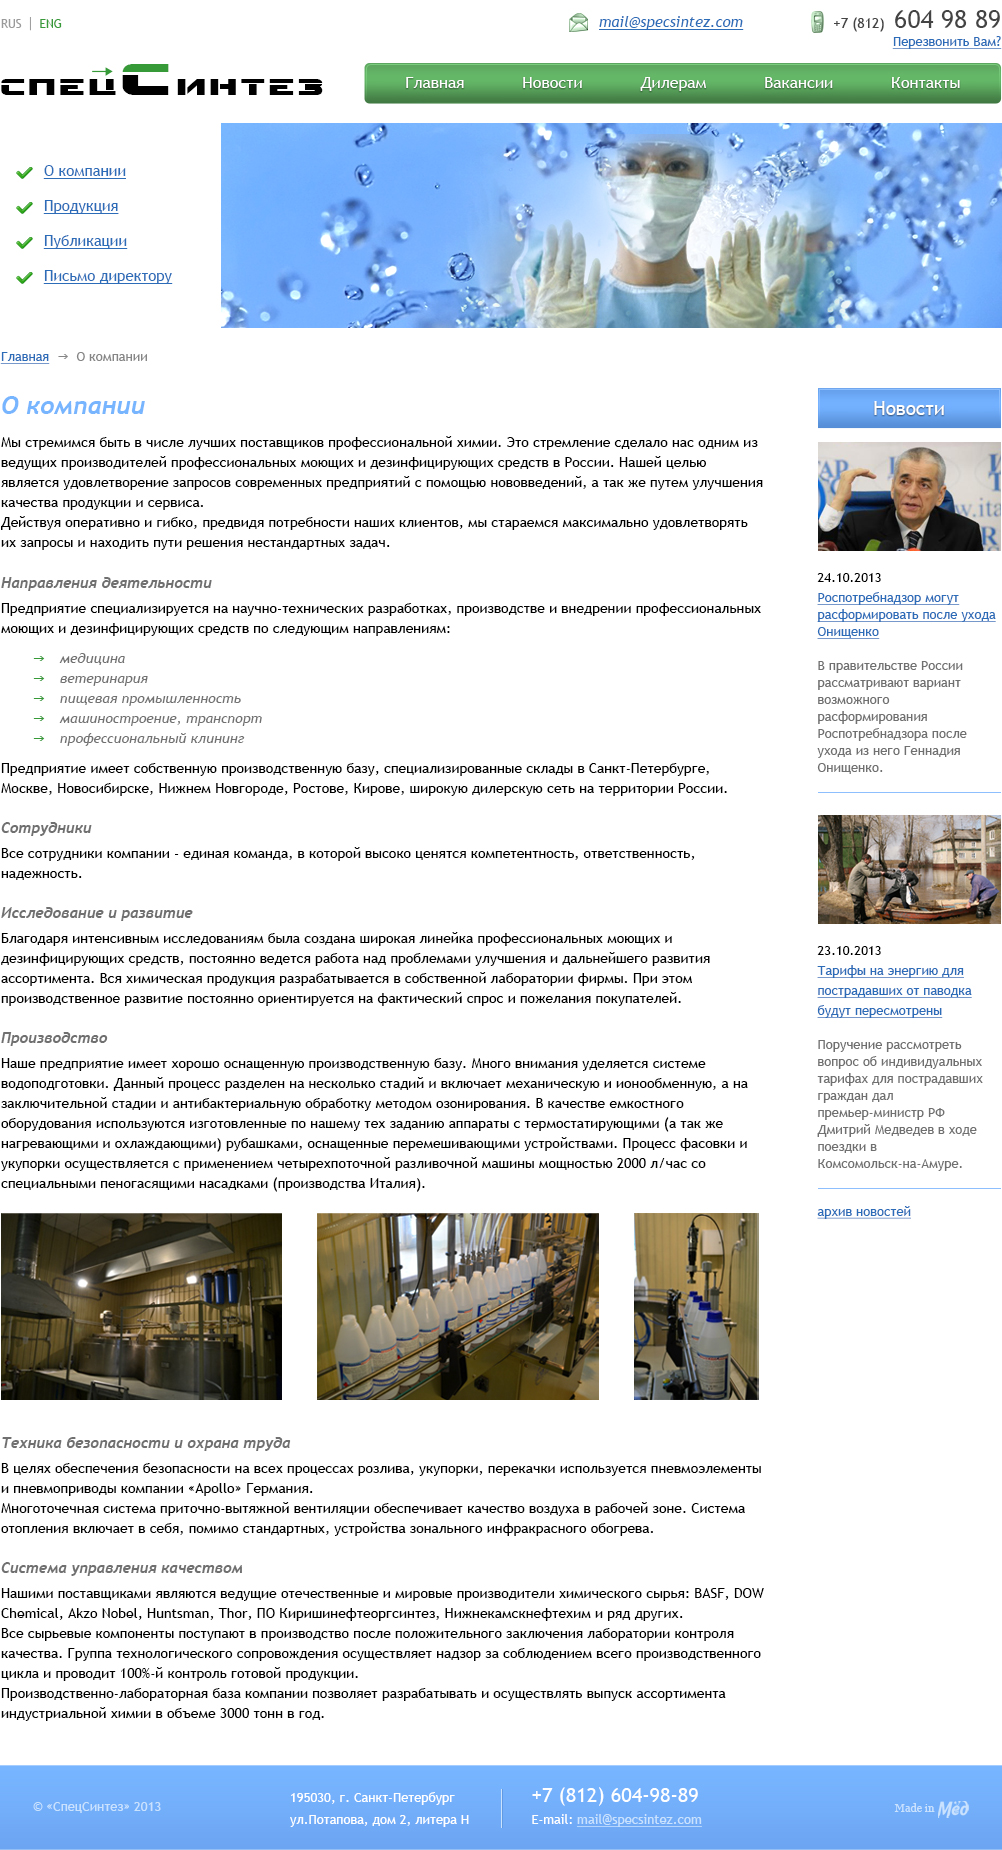 RUS | ENG
mail@specsintez.com
+7 (812) 604 98 89
Перезвонить Вам?
спецСинтез
Главная Новости Дилерам Вакансии Контакты
О компании
Продукция
Публикации
Письмо директору
Главная → О компании
О компании
Мы стремимся быть в числе лучших поставщиков профессиональной химии. Это стремление сделало нас одним из
ведущих производителей профессиональных моющих и дезинфицирующих средств в России. Нашей целью
является удовлетворение запросов современных предприятий с помощью нововведений, а так же путем улучшения
качества продукции и сервиса.
Действуя оперативно и гибко, предвидя потребности наших клиентов, мы стараемся максимально удовлетворять
их запросы и находить пути решения нестандартных задач.
Направления деятельности
Предприятие специализируется на научно-технических разработках, производстве и внедрении профессиональных
моющих и дезинфицирующих средств по следующим направлениям:
→ медицина
→ ветеринария
→ пищевая промышленность
→ машиностроение, транспорт
→ профессиональный клининг
Предприятие имеет собственную производственную базу, специализированные склады в Санкт-Петербурге,
Москве, Новосибирске, Нижнем Новгороде, Ростове, Кирове, широкую дилерскую сеть на территории России.
Сотрудники
Все сотрудники компании - единая команда, в которой высоко ценятся компетентность, ответственность,
надежность.
Исследование и развитие
Благодаря интенсивным исследованиям была создана широкая линейка профессиональных моющих и
дезинфицирующих средств, постоянно ведется работа над проблемами улучшения и дальнейшего развития
ассортимента. Вся химическая продукция разрабатывается в собственной лаборатории фирмы. При этом
производственное развитие постоянно ориентируется на фактический спрос и пожелания покупателей.
Производство
Наше предприятие имеет хорошо оснащенную производственную базу. Много внимания уделяется системе
водоподготовки. Данный процесс разделен на несколько стадий и включает механическую и ионообменную, а на
заключительной стадии и антибактериальную обработку методом озонирования. В качестве емкостного
оборудования используются изготовленные по нашему тех заданию аппараты с термостатирующими (а так же
нагревающими и охлаждающими) рубашками, оснащенные перемешивающими устройствами. Процесс фасовки и
укупорки осуществляется с применением четырехпоточной разливочной машины мощностью 2000 л/час со
специальными пеногасящими насадками (производства Италия).
Техника безопасности и охрана труда
В целях обеспечения безопасности на всех процессах розлива, укупорки, перекачки используется пневмоэлементы
и пневмоприводы компании «Apollo» Германия.
Многоточечная система приточно-вытяжной вентиляции обеспечивает качество воздуха в рабочей зоне. Система
отопления включает в себя, помимо стандартных, устройства зонального инфракрасного обогрева.
Система управления качеством
Нашими поставщиками являются ведущие отечественные и мировые производители химического сырья: BASF, DOW
Chemical, Akzo Nobel, Huntsman, Thor, ПО Киришинефтеоргсинтез, Нижнекамскнефтехим и ряд других.
Все сырьевые компоненты поступают в производство после положительного заключения лаборатории контроля
качества. Группа технологического сопровождения осуществляет надзор за соблюдением всего производственного
цикла и проводит 100%-й контроль готовой продукции.
Производственно-лабораторная база компании позволяет разрабатывать и осуществлять выпуск ассортимента
индустриальной химии в объеме 3000 тонн в год.
Новости
24.10.2013
Роспотребнадзор могут
расформировать после ухода
Онищенко
В правительстве России
рассматривают вариант
возможного
расформирования
Роспотребнадзора после
ухода из него Геннадия
Онищенко.
23.10.2013
Тарифы на энергию для
пострадавших от паводка
будут пересмотрены
Поручение рассмотреть
вопрос об индивидуальных
тарифах для пострадавших
граждан дал
премьер-министр РФ
Дмитрий Медведев в ходе
поездки в
Комсомольск-на-Амуре.
архив новостей
© «СпецСинтез» 2013
195030, г. Санкт-Петербург
ул.Потапова, дом 2, литера Н
+7 (812) 604-98-89
E-mail: mail@specsintez.com
Made in Мёд